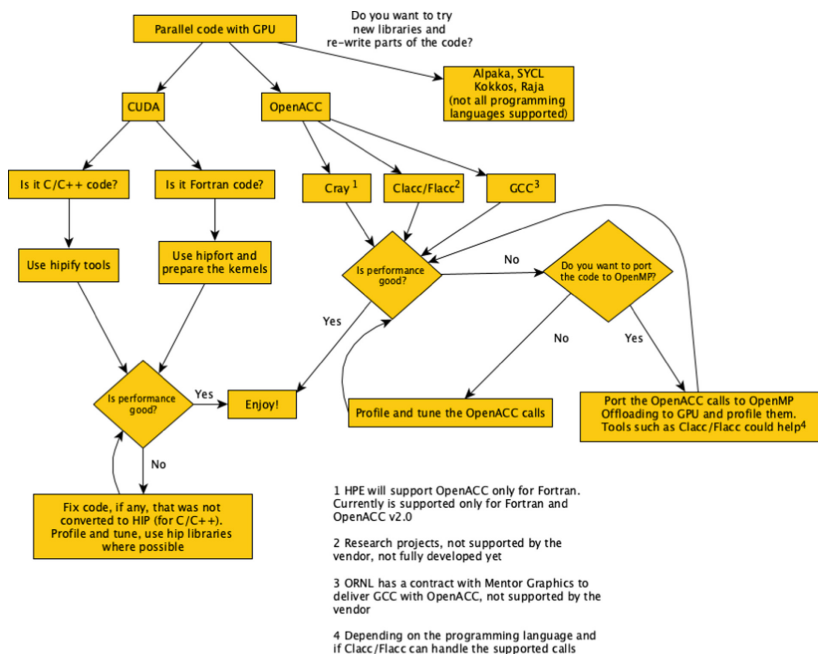 Parallel code with GPU
Do you want to try
new libraries and
re-write parts of the code?
Alpaka, SYCL
Kokkos, Raja
(not all programming
languages supported)
CUDA
OpenACC
Is it C/C++ code?
Is it Fortran code?
Cray 1
Clacc/Flacc2
GCC3
Use hipify tools
Use hipfort and
prepare the kernels
Is performance
good?
No
Do you want to port
the code to OpenMP?
Yes
No
Yes
Is performance
good?
Yes
Enjoy!
Profile and tune the OpenACC calls
Port the OpenACC calls to OpenMP
Offloading to GPU and profile them.
Tools such as Clacc/Flacc could help4
No
Fix code, if any, that was not
converted to HIP (for C/C++).
Profile and tune, use hip libraries
where possible
1 HPE will support OpenACC only for Fortran.
Currently is supported only for Fortran and
OpenACC v2.0
2 Research projects, not supported by the
vendor, not fully developed yet
3 ORNL has a contract with Mentor Graphics to
deliver GCC with OpenACC, not supported by the
vendor
4 Depending on the programming language and
if Clacc/Flacc can handle the supported calls